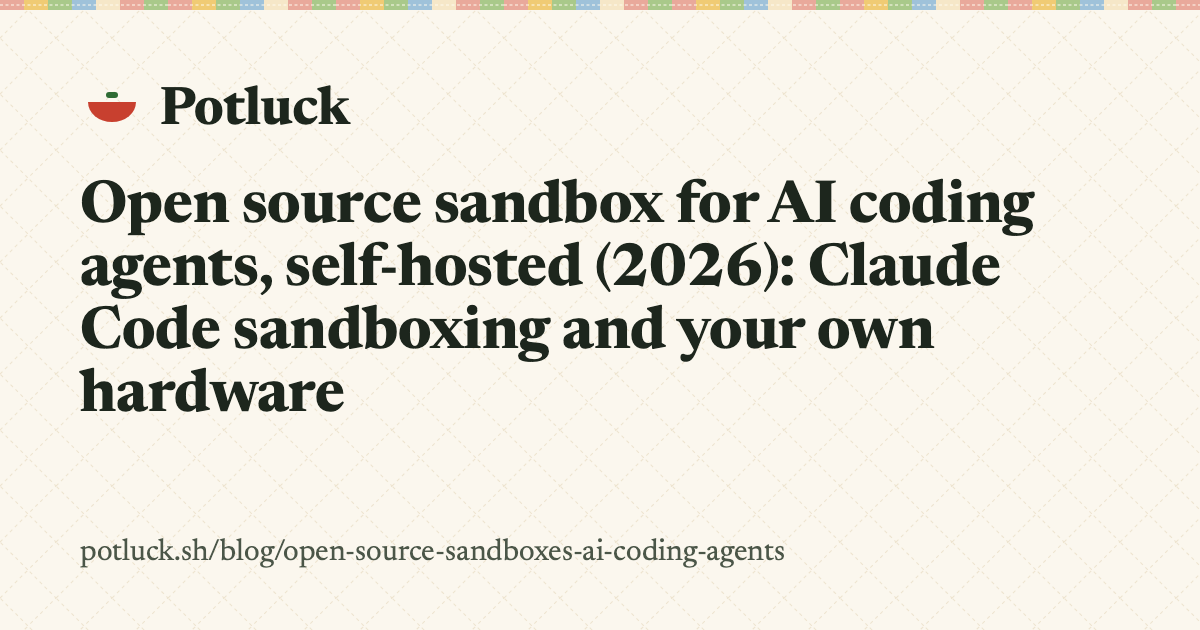 Potluck
Open source sandbox for AI coding
agents, self-hosted (2026): Claude
Code sandboxing and your own
hardware
potluck.sh/blog/open-source-sandboxes-ai-coding-agents